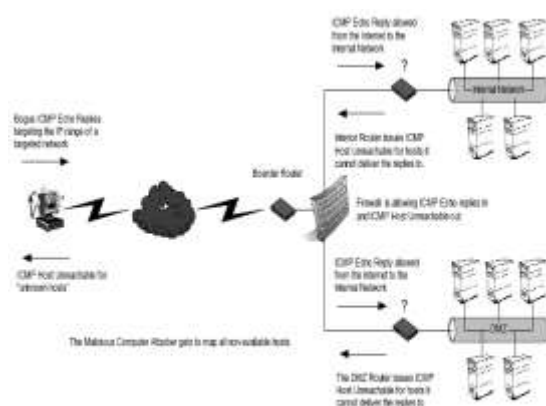 ICMP Echo Reply allowed
from the Internet to the
Internal Network
?
Internal Network
Bogus ICMP Echo Replies
targeting the IP range of a
targeted network
Interior Router issues ICMP
Host Unreachable for hosts it
cannot deliver the replies to.
Boarder Router
Firewall is allowing ICMP Echo replies in
and ICMP Host Unreachable out
ICMP Host Unreachable for
"unknown hosts"
ICMP Echo Reply allowed
from the Internet to the
Internal Network
?
DMZ
The Malicious Computer Attacker gets to map all non-available hosts
The DMZ Router issues ICMP
Host Unreachable for hosts it
cannot deliver the replies to.